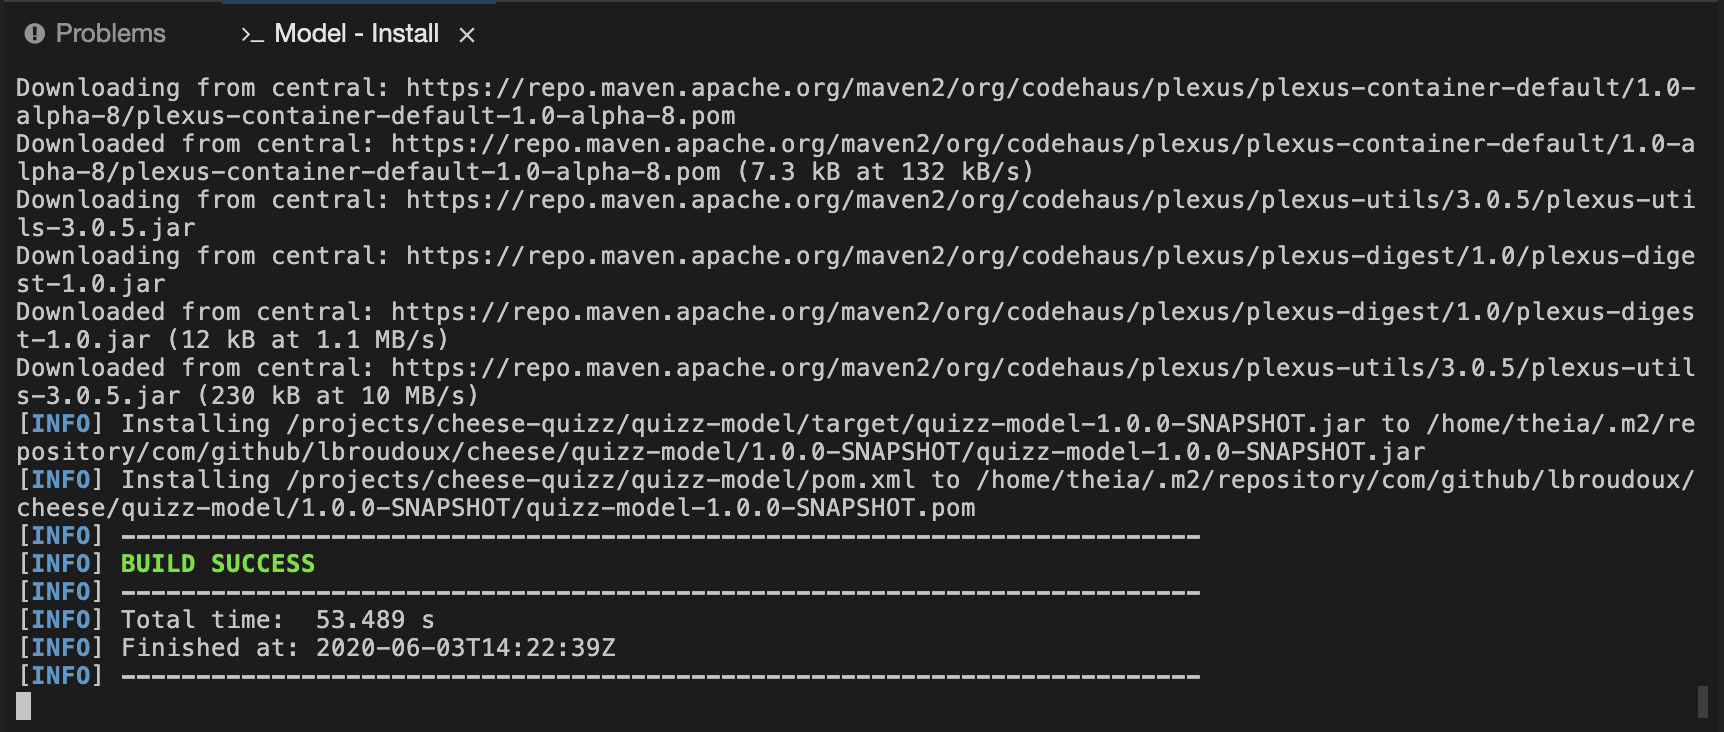 Problems
>_ Model - Install ×
Downloading from central: https://repo.maven.apache.org/maven2/org/codehaus/plexus/plexus-container-default/1.0-
alpha-8/plexus-container-default-1.0-alpha-8.pom
Downloaded from central: https://repo.maven.apache.org/maven2/org/codehaus/plexus/plexus-container-default/1.0-a
lpha-8/plexus-container-default-1.0-alpha-8.pom (7.3 kB at 132 kB/s)
Downloading from central: https://repo.maven.apache.org/maven2/org/codehaus/plexus/plexus-utils/3.0.5/plexus-uti
ls-3.0.5.jar
Downloading from central: https://repo.maven.apache.org/maven2/org/codehaus/plexus/plexus-digest/1.0/plexus-dige
st-1.0.jar
Downloaded from central: https://repo.maven.apache.org/maven2/org/codehaus/plexus/plexus-digest/1.0/plexus-diges
t-1.0.jar (12 kB at 1.1 MB/s)
Downloaded from central: https://repo.maven.apache.org/maven2/org/codehaus/plexus/plexus-utils/3.0.5/plexus-util
s-3.0.5.jar (230 kB at 10 MB/s)
[INFO] Installing /projects/cheese-quizz/quizz-model/target/quizz-model-1.0.0-SNAPSHOT.jar to /home/theia/.m2/re
pository/com/github/lbroudoux/cheese/quizz-model/1.0.0-SNAPSHOT/quizz-model-1.0.0-SNAPSHOT.jar
[INFO] Installing /projects/cheese-quizz/quizz-model/pom.xml to /home/theia/.m2/repository/com/github/lbroudoux/
cheese/quizz-model/1.0.0-SNAPSHOT/quizz-model-1.0.0-SNAPSHOT.pom
[INFO] ------------------------------------------------------------------------
[INFO] BUILD SUCCESS
[INFO] ------------------------------------------------------------------------
[INFO] Total time:  53.489 s
[INFO] Finished at: 2020-06-03T14:22:39Z
[INFO] ------------------------------------------------------------------------